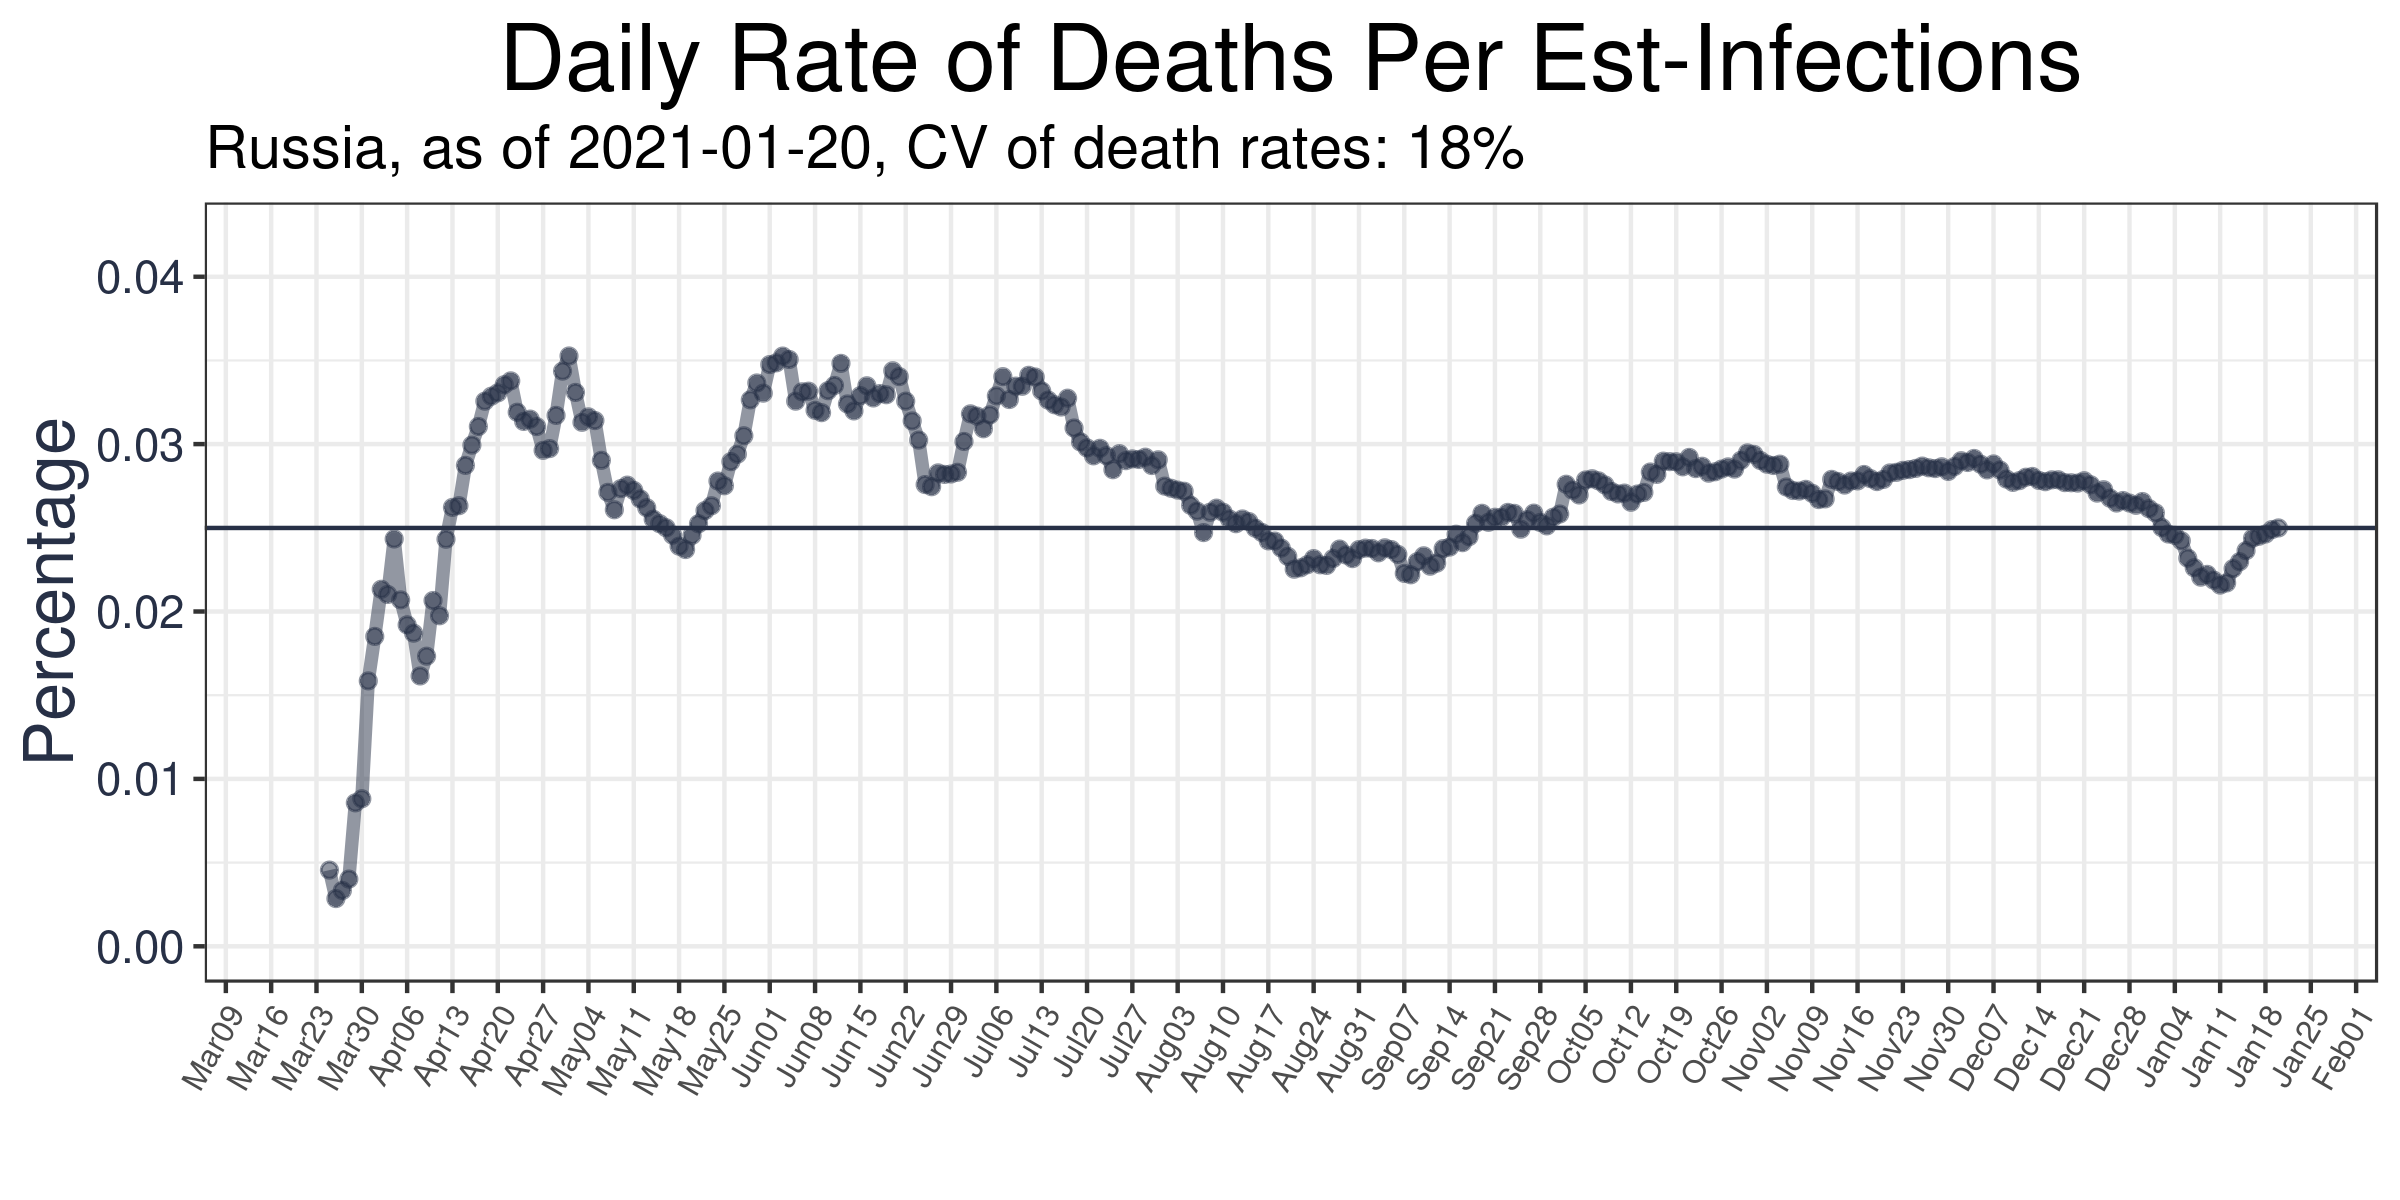 Daily Rate of Deaths Per Est-Infections
Russia, as of 2021-01-20, CV of death rates: 18%
Percentage
0.04
0.03
0.02
0.01
0.00
Mar09
Mar16
Mar23
Mar30
Apr06
Apr13
Apr20
Apr27
May04
May11
May18
May25
Jun01
Jun08
Jun15
Jun22
Jun29
Jul06
Jul13
Jul20
Jul27
Aug03
Aug10
Aug17
Aug24
Aug31
Sep07
Sep14
Sep21
Sep28
Oct05
Oct12
Oct19
Oct26
Nov02
Nov09
Nov16
Nov23
Nov30
Dec07
Dec14
Dec21
Dec28
Jan04
Jan11
Jan18
Jan25
Feb01